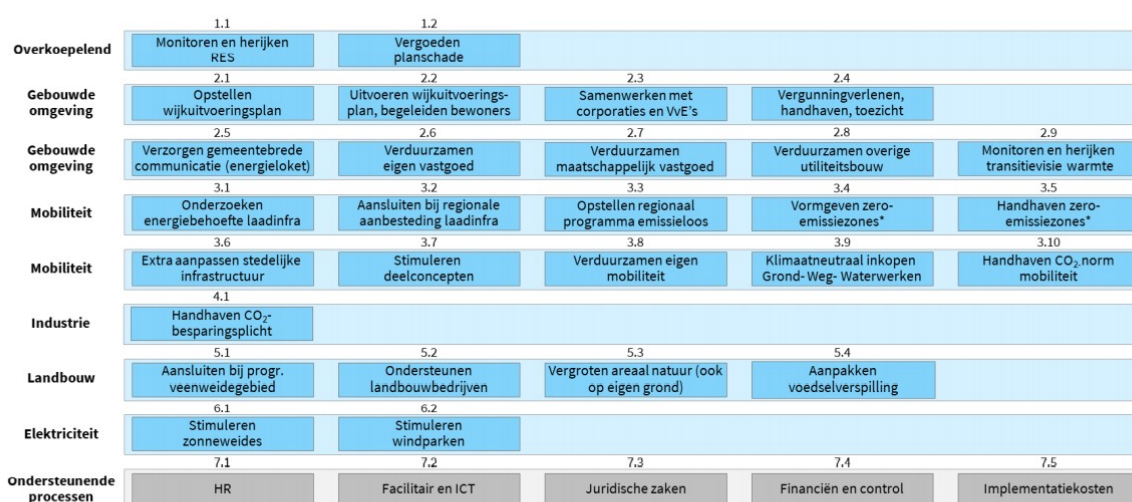 1.1 1.2
Overkoepelend
Monitoren en herijken
RES
Vergoeden
planschade
2.1 2.2 2.3 2.4
Gebouwde
omgeving
Opstellen
wijkuitvoeringsplan
Uitvoeren wijkuitvoerings-
plan, begeleiden bewoners
Samenwerken met
corporaties en VvE's
Vergunningverlenen,
handhaven, toezicht
2.5 2.6 2.7 2.8 2.9
Gebouwde
omgeving
Verzorgen gemeentebrede
communicatie (energieloket)
Verduurzamen
eigen vastgoed
Verduurzamen
maatschappelijk vastgoed
Verduurzamen overige
utiliteitsbouw
Monitoren en herijken
transitievisie warmte
3.1 3.2 3.3 3.4 3.5
Mobiliteit
Onderzoeken
energiebehoefte laadinfra
Aansluiten bij regionale
aanbesteding laadinfra
Opstellen regionaal
programma emissieloos
Vormgeven zero-
emissiezones*
Handhaven zero-
emissiezones*
3.6 3.7 3.8 3.9 3.10
Mobiliteit
Extra aanpassen stedelijke
infrastructuur
Stimuleren
deelconcepten
Verduurzamen eigen
mobiliteit
Klimaatneutraal inkopen
Grond- Weg- Waterwerken
Handhaven CO₂ norm
mobiliteit
4.1
Industrie
Handhaven CO₂-
besparingsplicht
5.1 5.2 5.3 5.4
Landbouw
Aansluiten bij progr.
veenweidegebied
Ondersteunen
landbouwbedrijven
Vergroten areaal natuur (ook
op eigen grond)
Aanpakken
voedselverspilling
6.1 6.2
Elektriciteit
Stimuleren
zonneweides
Stimuleren
windparken
7.1 7.2 7.3 7.4 7.5
Ondersteunende
processen
HR
Facilitair en ICT
Juridische zaken
Financiën en control
Implementatiekosten